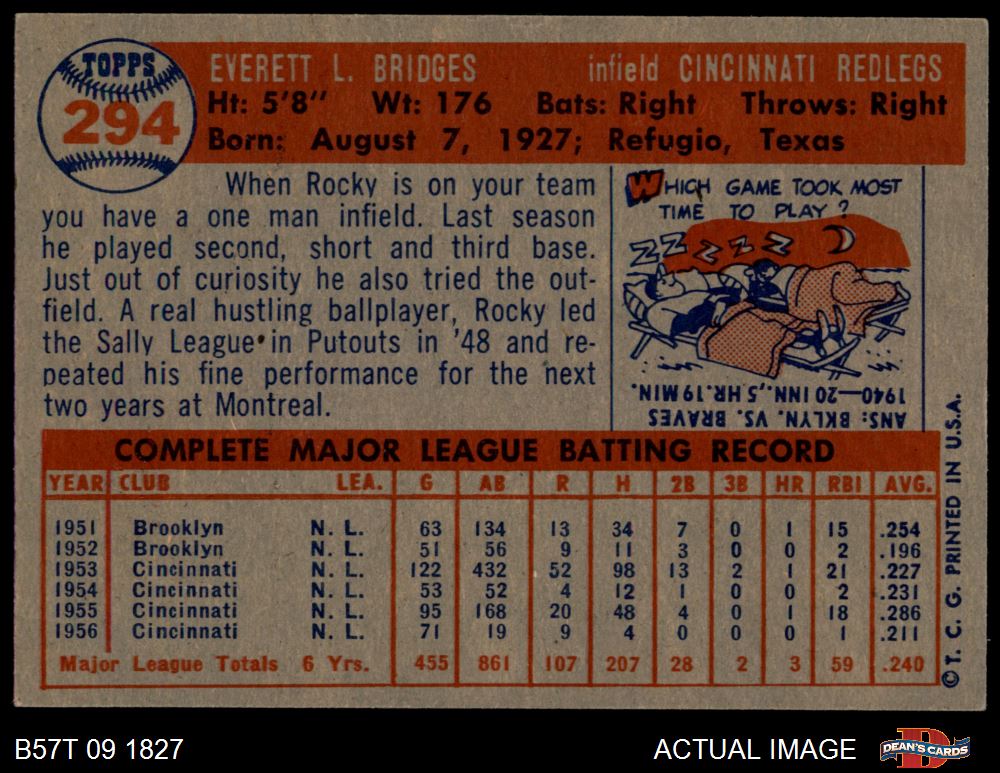 TOPPS
294
EVERETT L. BRIDGES infield CINCINNATI REDLEGS
Ht: 5'8" Wt: 176 Bats: Right Throws: Right
Born: August 7, 1927; Refugio, Texas
When Rocky is on your team
you have a one man infield. Last season
he played second, short and third base.
Just out of curiosity he also tried the out-
field. A real hustling ballplayer, Rocky led
the Sally League in Putouts in '48 and re-
peated his fine performance for the next
two years at Montreal.
WHICH GAME TOOK MOST
TIME TO PLAY?
ZZ Z Z Z
ANS: BKLYN. VS. BRAVES
1940—20 INN., 5 HR. 19 MIN.
COMPLETE MAJOR LEAGUE BATTING RECORD
YEAR CLUB LEA. G AB R H 2B 3B HR RBI AVG.
1951 Brooklyn N. L. 63 134 13 34 7 0 1 15 .254
1952 Brooklyn N. L. 51 56 9 11 3 0 0 2 .196
1953 Cincinnati N. L. 122 432 52 98 13 2 1 21 .227
1954 Cincinnati N. L. 53 52 4 12 1 0 0 2 .231
1955 Cincinnati N. L. 95 168 20 48 4 0 1 18 .286
1956 Cincinnati N. L. 71 19 9 4 0 0 0 1 .211
Major League Totals 6 Yrs. 455 861 107 207 28 2 3 59 .240
©T. C. G. PRINTED IN U.S.A.
B57T 09 1827 ACTUAL IMAGE
DEAN'S CARDS